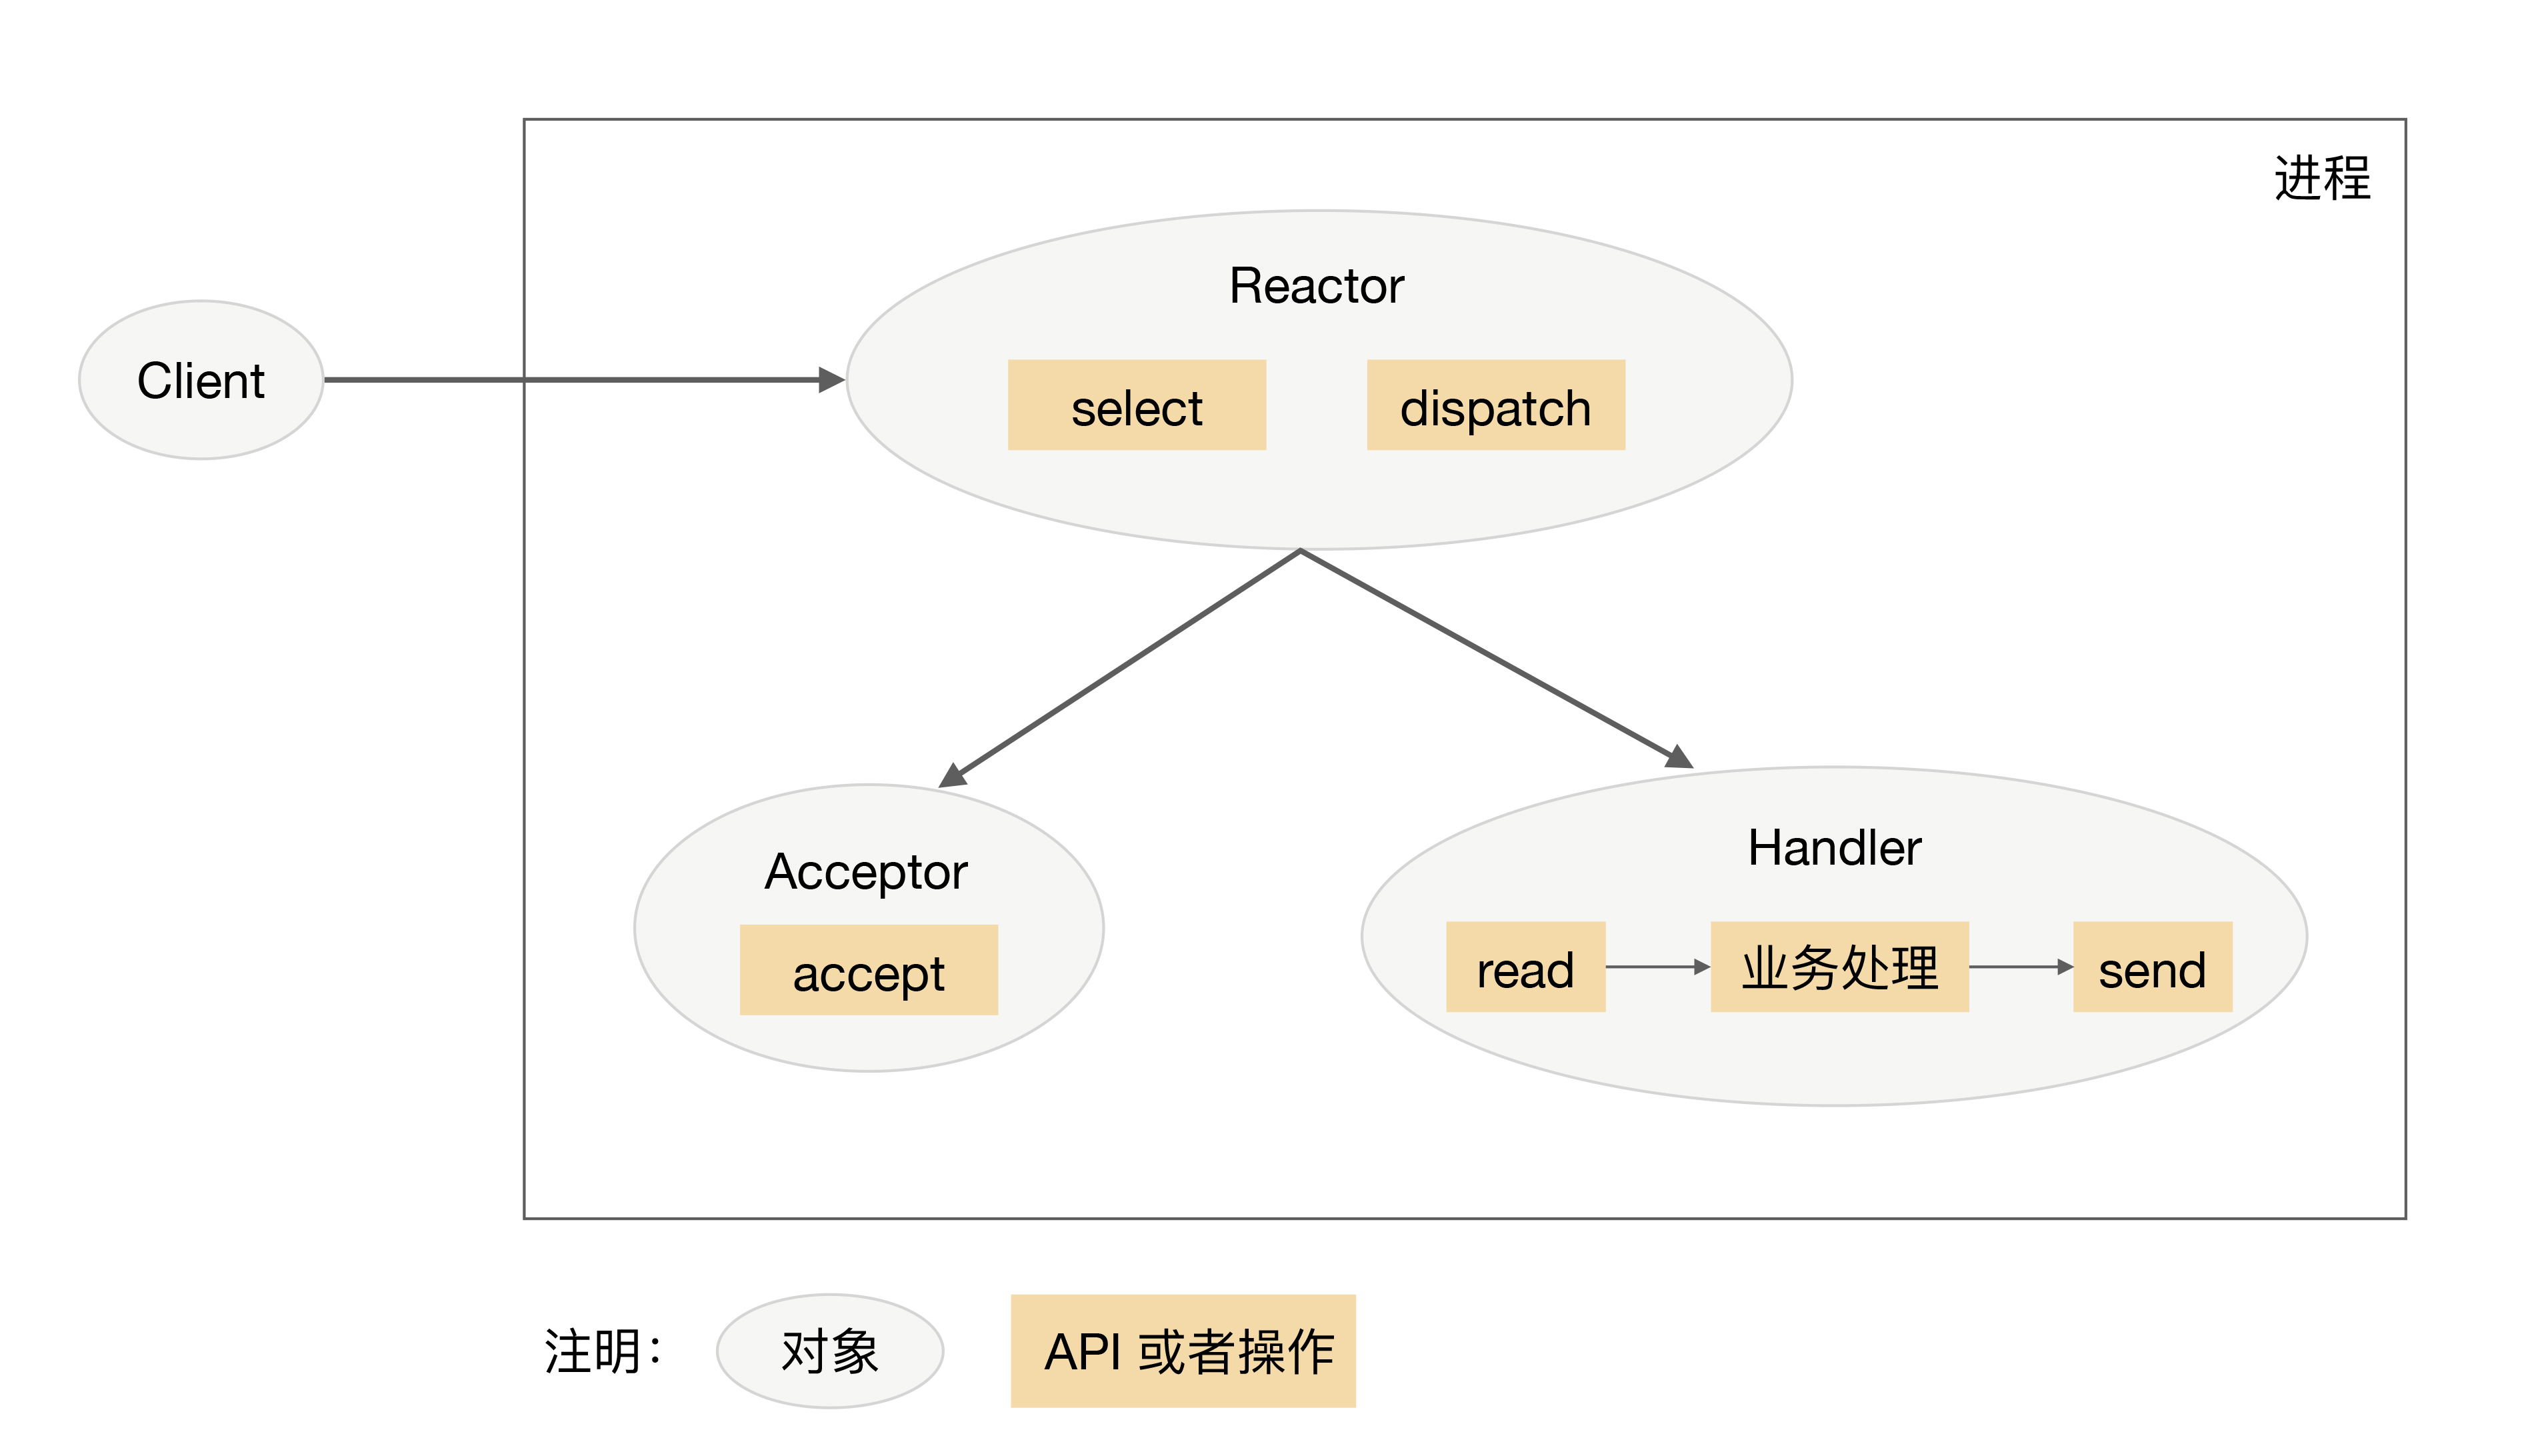 进程
Reactor
Client
select
dispatch
Acceptor
accept
Handler
read
业务处理
send
注明：
对象
API 或者操作